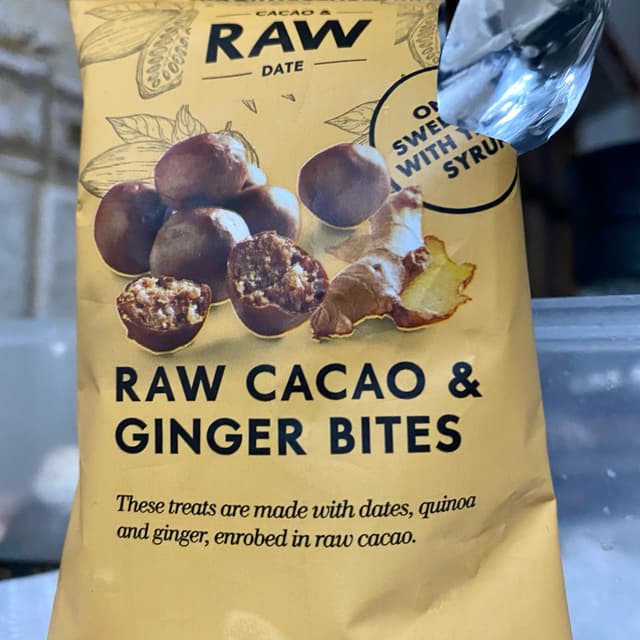 CACAO &
RAW
DATE
WITH
RAW CACAO &
GINGER BITES
These treats are made with dates, quinoa
and ginger, enrobed in raw cacao.